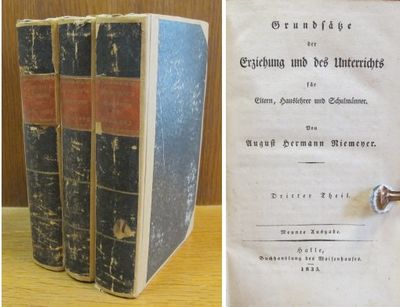 Grundsätze
der
Erziehung und des Unterrichts
für
Eltern, Hauslehrer und Schulmänner.
Von
August Hermann Niemeyer.
Dritter Theil.
Neunte Ausgabe.
Halle,
Buchhandlung des Waisenhauses.
1835.